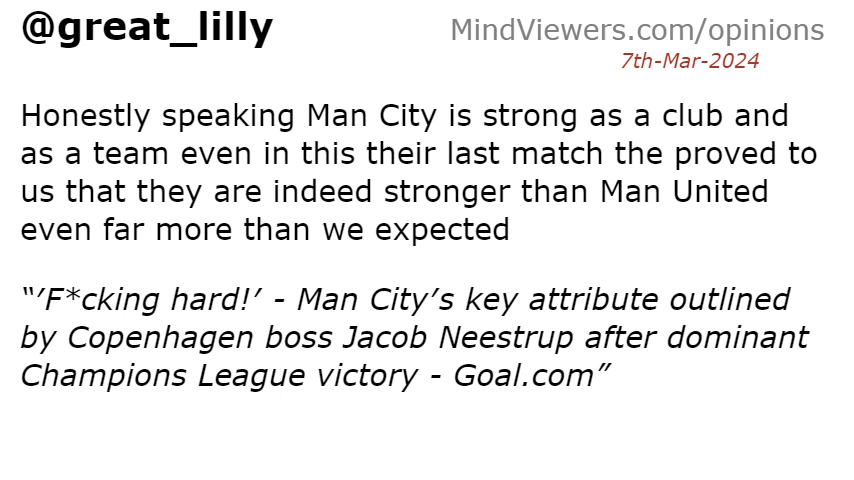 @great_lilly
MindViewers.com/opinions
7th-Mar-2024
Honestly speaking Man City is strong as a club and
as a team even in this their last match the proved to
us that they are indeed stronger than Man United
even far more than we expected
“’F*cking hard!’ - Man City’s key attribute outlined
by Copenhagen boss Jacob Neestrup after dominant
Champions League victory - Goal.com”